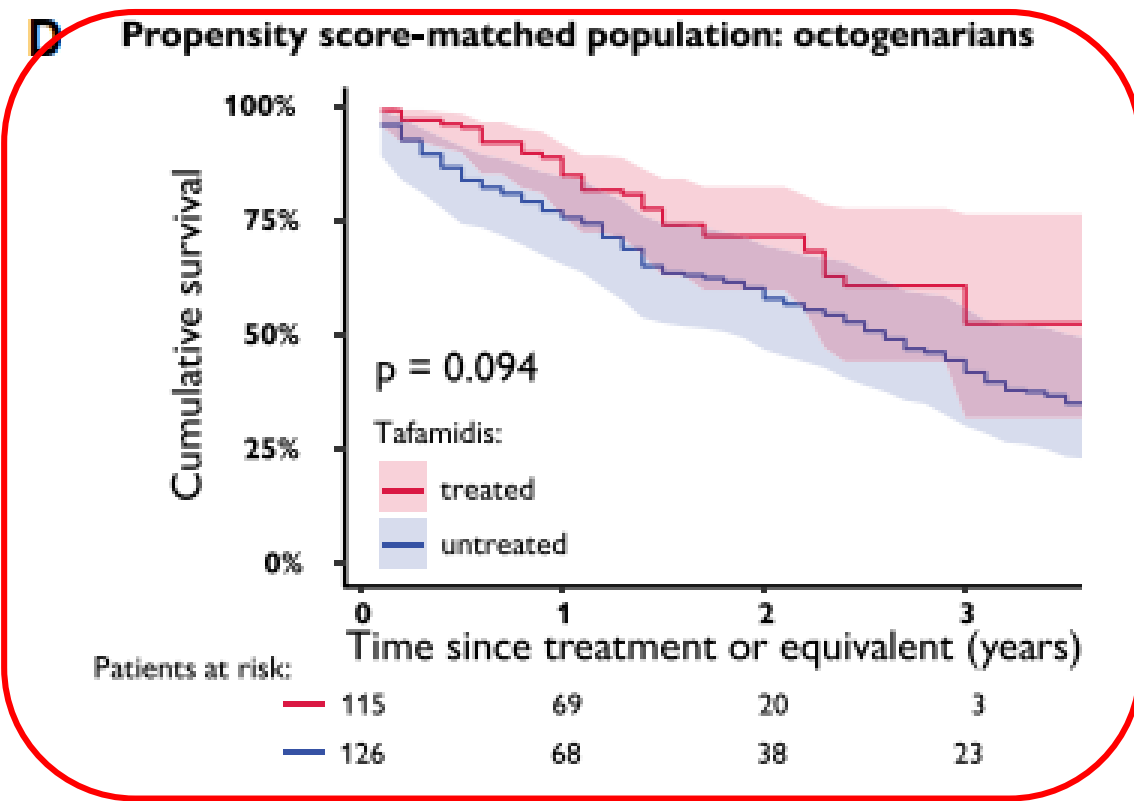 D Propensity score-matched population: octogenarians
100%
75%
50%
25%
0%
Cumulative survival
p = 0.094
Tafamidis:
treated
untreated
0 1 2 3
Time since treatment or equivalent (years)
Patients at risk:
115 69 20 3
126 68 38 23